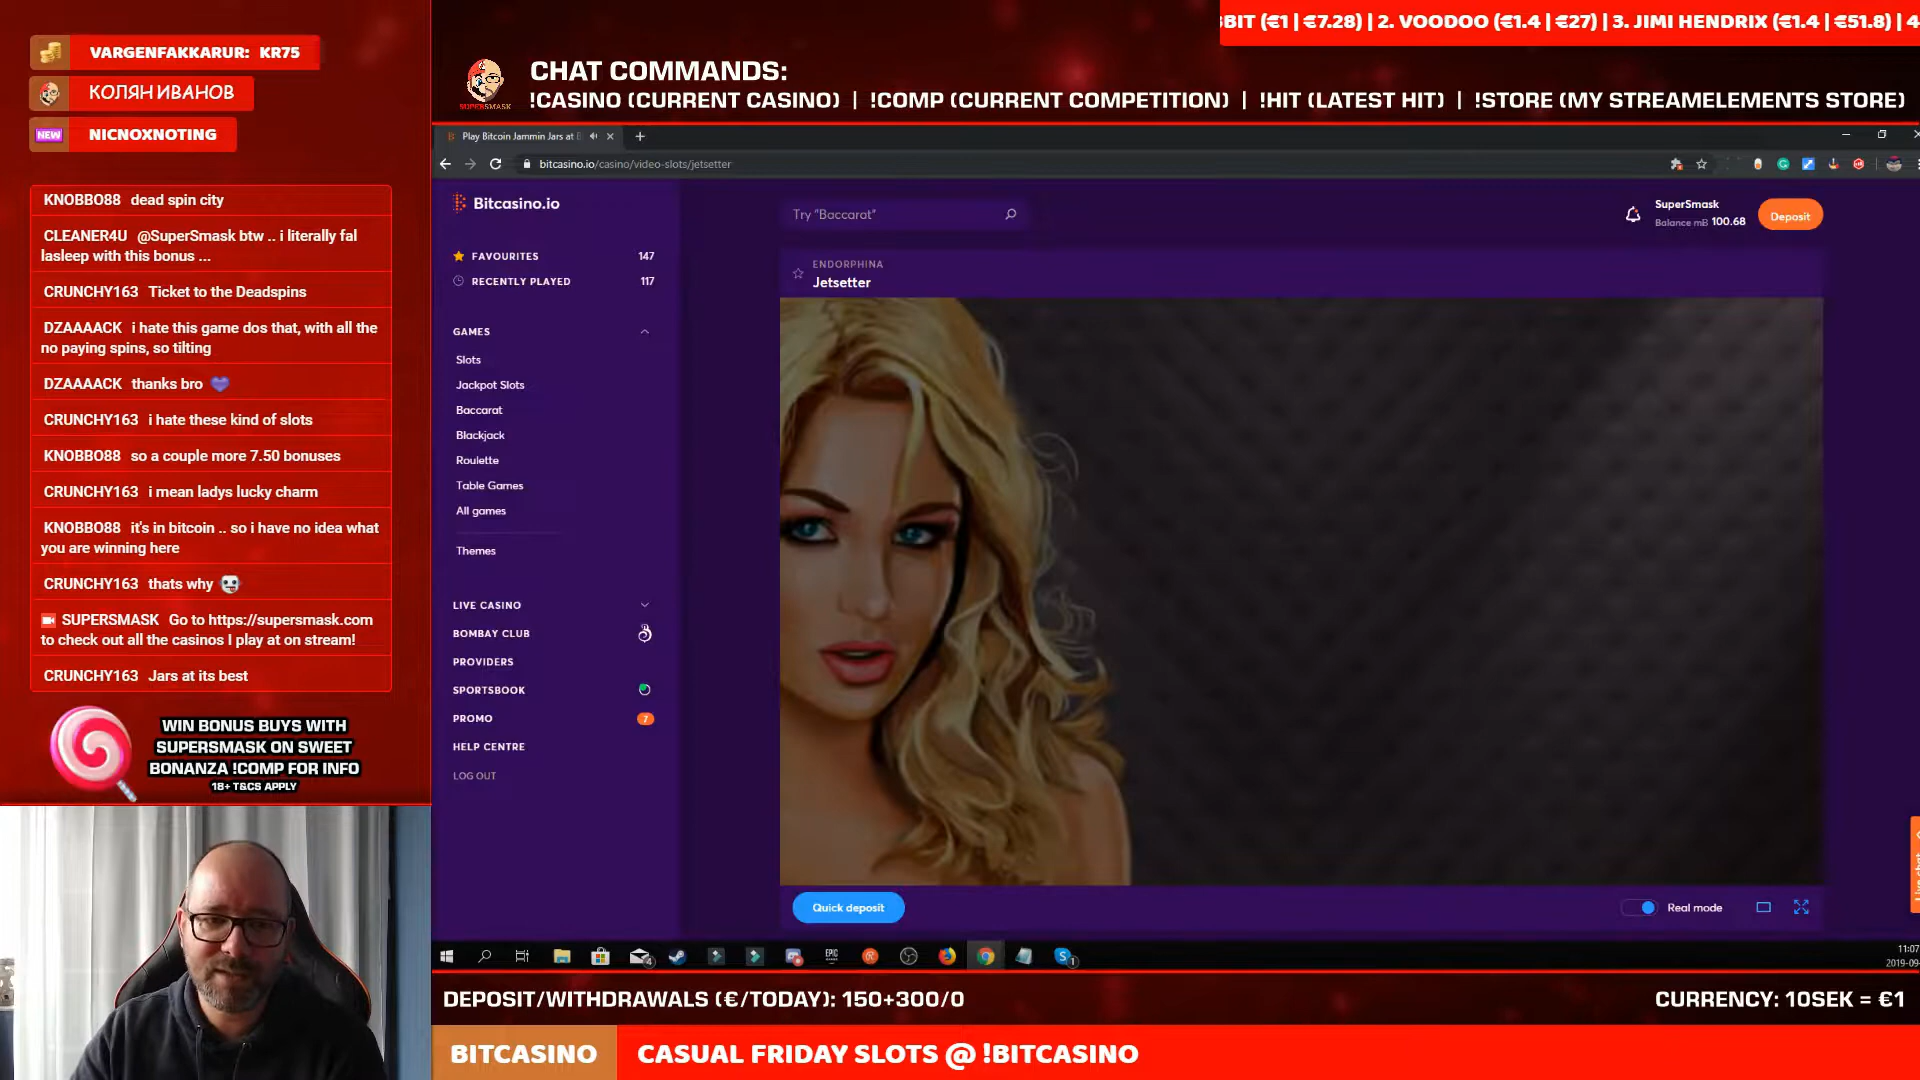 VARGENFAKKARUR: KR75
КОЛЯН ИВАНОВ
NEW NICNOXNOTING
KNOBBO88 dead spin city
CLEANER4U @SuperSmask btw .. i literally fal
lasleep with this bonus ...
CRUNCHY163 Ticket to the Deadspins
DZAAAACK i hate this game dos that, with all the
no paying spins, so tilting
DZAAAACK thanks bro
CRUNCHY163 i hate these kind of slots
KNOBBO88 so a couple more 7.50 bonuses
CRUNCHY163 i mean ladys lucky charm
KNOBBO88 it's in bitcoin .. so i have no idea what
you are winning here
CRUNCHY163 thats why
SUPERSMASK Go to https://supersmask.com
to check out all the casinos I play at on stream!
CRUNCHY163 Jars at its best
WIN BONUS BUYS WITH
SUPERSMASK ON SWEET
BONANZA !COMP FOR INFO
18+ T&CS APPLY
BIT (€1 | €7.28) | 2. VOODOO (€1.4 | €27) | 3. JIMI HENDRIX (€1.4 | €51.8) | 4
SUPERSMASK
CHAT COMMANDS:
!CASINO (CURRENT CASINO) | !COMP (CURRENT COMPETITION) | !HIT (LATEST HIT) | !STORE (MY STREAMELEMENTS STORE)
Play Bitcoin Jammin Jars at
bitcasino.io/casino/video-slots/jetsetter
Bitcasino.io
FAVOURITES 147
RECENTLY PLAYED 117
GAMES
Slots
Jackpot Slots
Baccarat
Blackjack
Roulette
Table Games
All games
Themes
LIVE CASINO
BOMBAY CLUB
PROVIDERS
SPORTSBOOK
PROMO 7
HELP CENTRE
LOG OUT
Try "Baccarat"
SuperSmask
Balance mB 100.68
Deposit
ENDORPHINA
Jetsetter
Quick deposit
Real mode
EPIC
11:07
2019-09-
DEPOSIT/WITHDRAWALS (€/TODAY): 150+300/0
CURRENCY: 10SEK = €1
BITCASINO
CASUAL FRIDAY SLOTS @ !BITCASINO